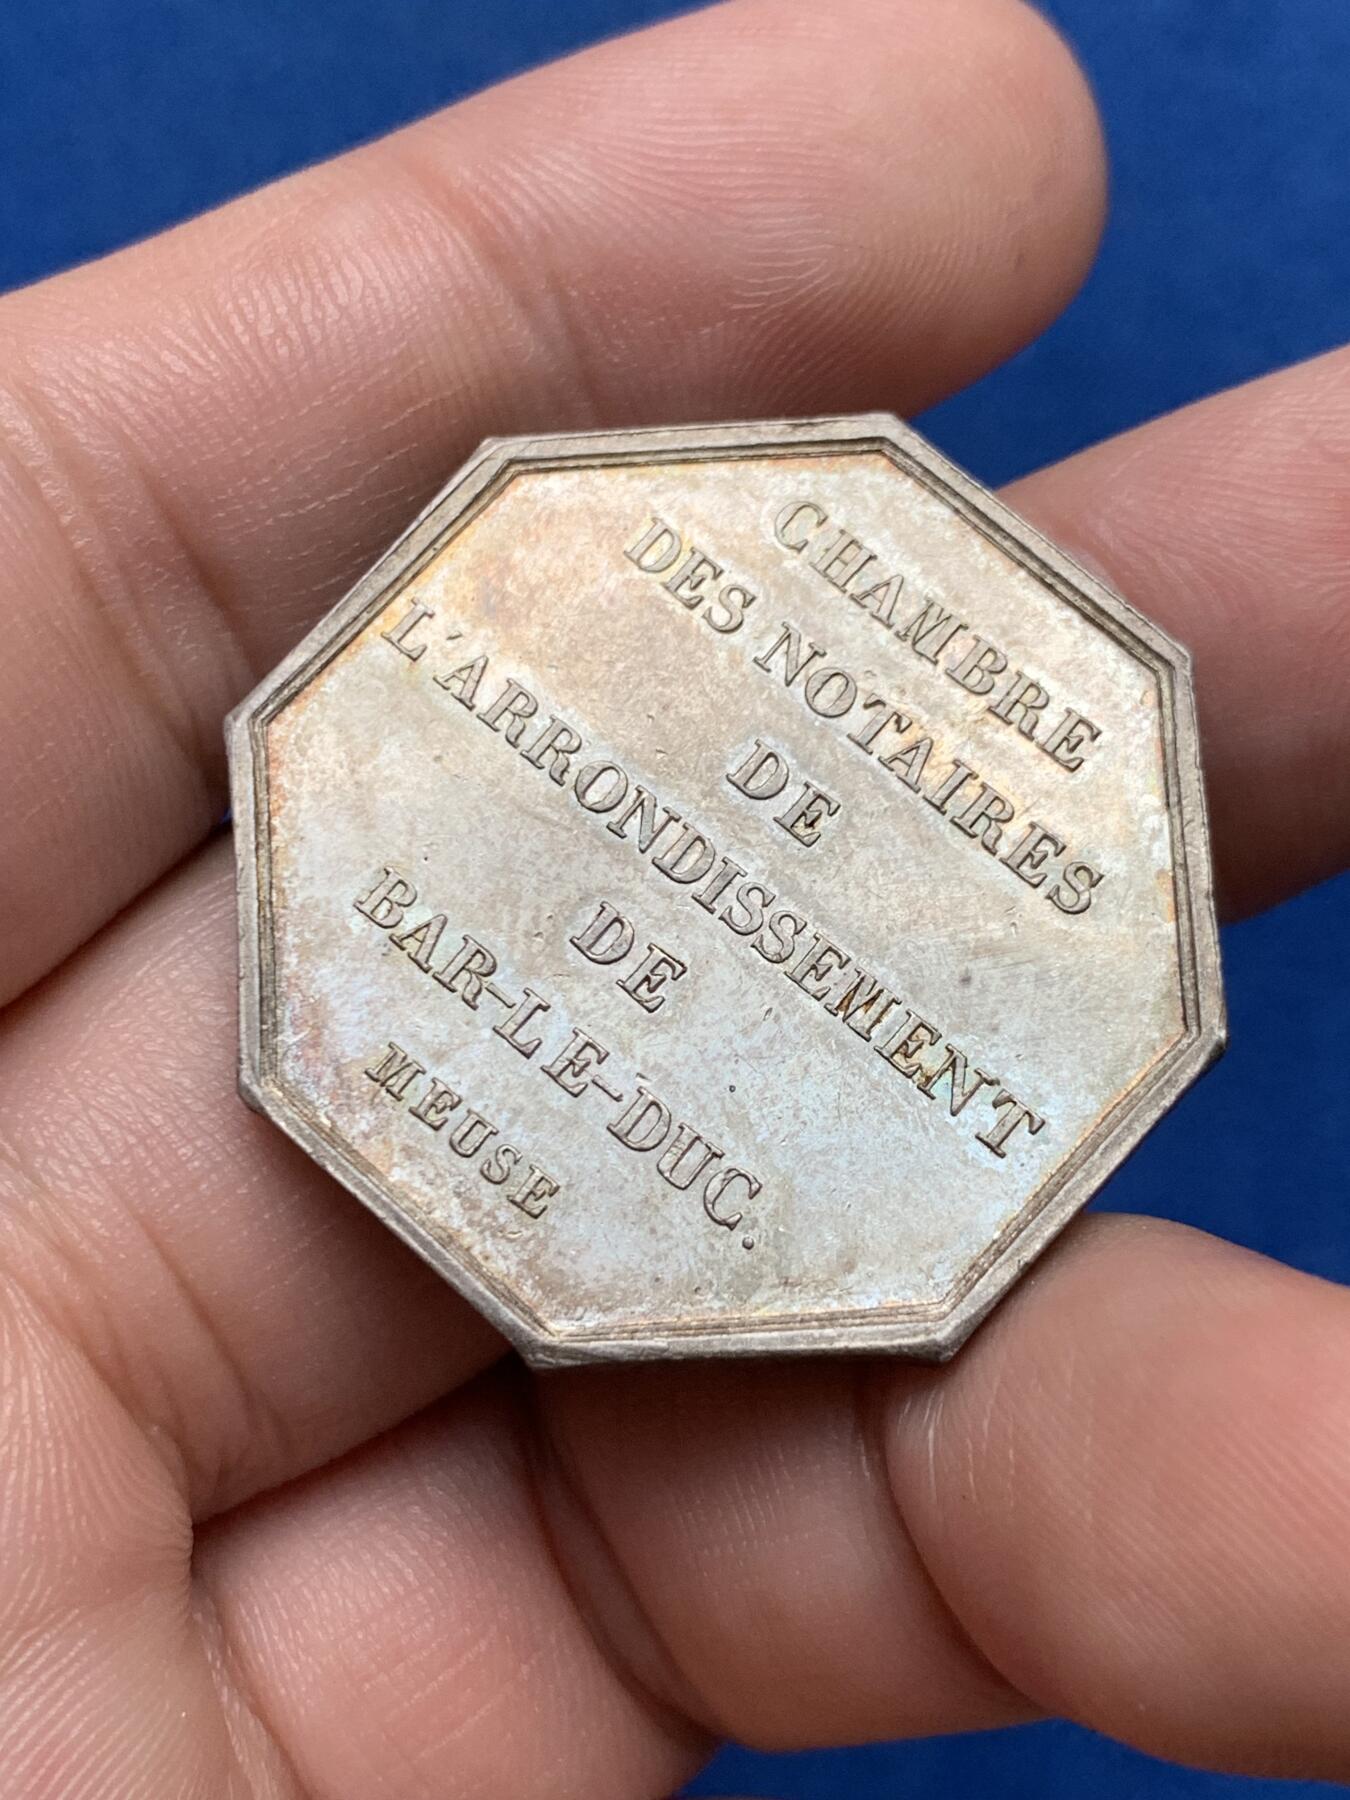 CHAMBRE
DES NOTAIRES
DE
L'ARRONDISSEMENT
DE
BAR-LE-DUC.
MEUSE